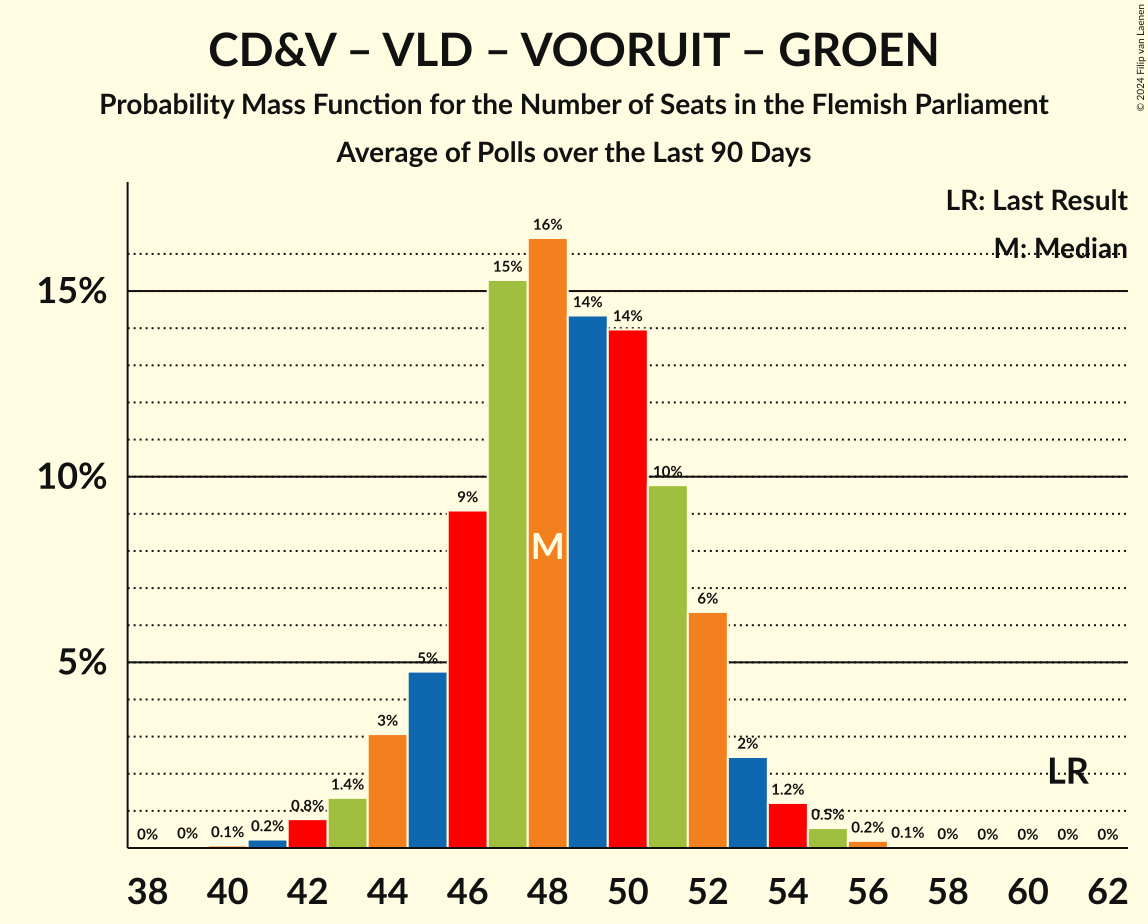 CD&V – VLD – VOORUIT – GROEN
Probability Mass Function for the Number of Seats in the Flemish Parliament
Average of Polls over the Last 90 Days
© 2024 Filip van Laenen
LR: Last Result
M: Median
15%
10%
5%
0% 0% 0.1% 0.2% 0.8% 1.4% 3% 5% 9% 15% 16% 14% 14% 10% 6% 2% 1.2% 0.5% 0.2% 0.1% 0% 0% 0% 0% 0%
M
LR
38 40 42 44 46 48 50 52 54 56 58 60 62